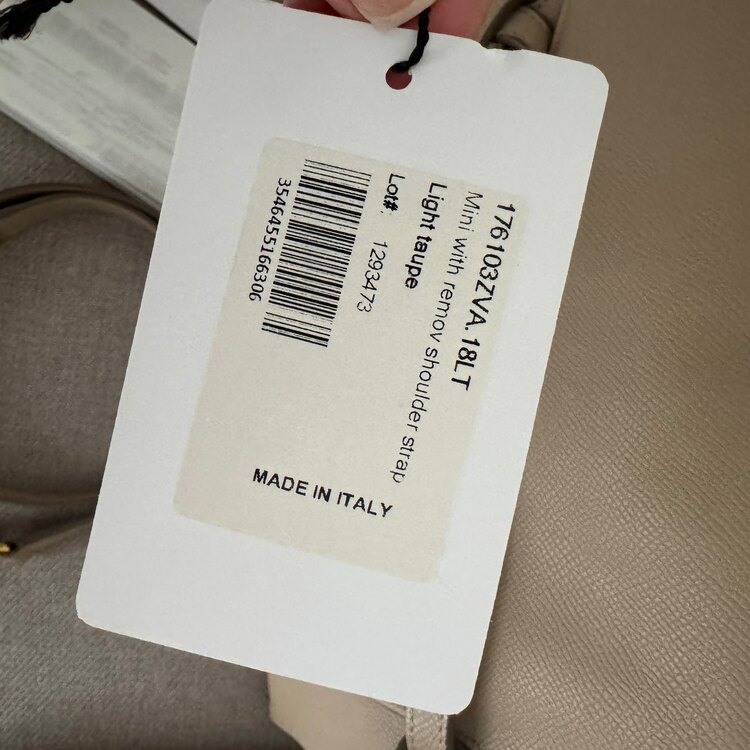 176103ZVA.18LT
Mini with remov shoulder strap
Light taupe
Lot#: 1293473
3546455166306
MADE IN ITALY